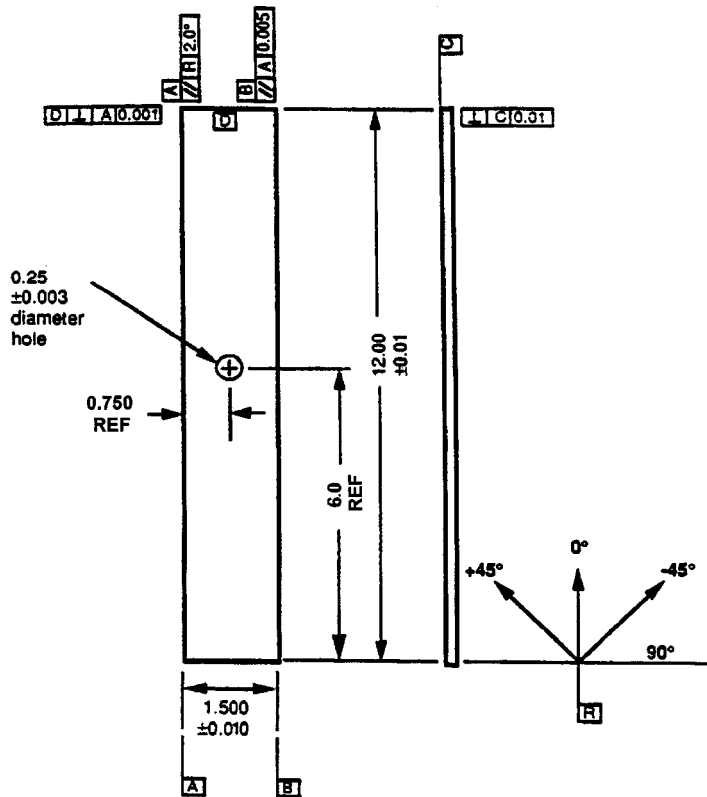 A // R 2.0°
B // A 0.005
C
D ⊥ A 0.001
D
⊥ C 0.01
0.25
±0.003
diameter
hole
12.00
±0.01
0.750
REF
6.0
REF
0°
+45°
-45°
90°
R
1.500
±0.010
A
B